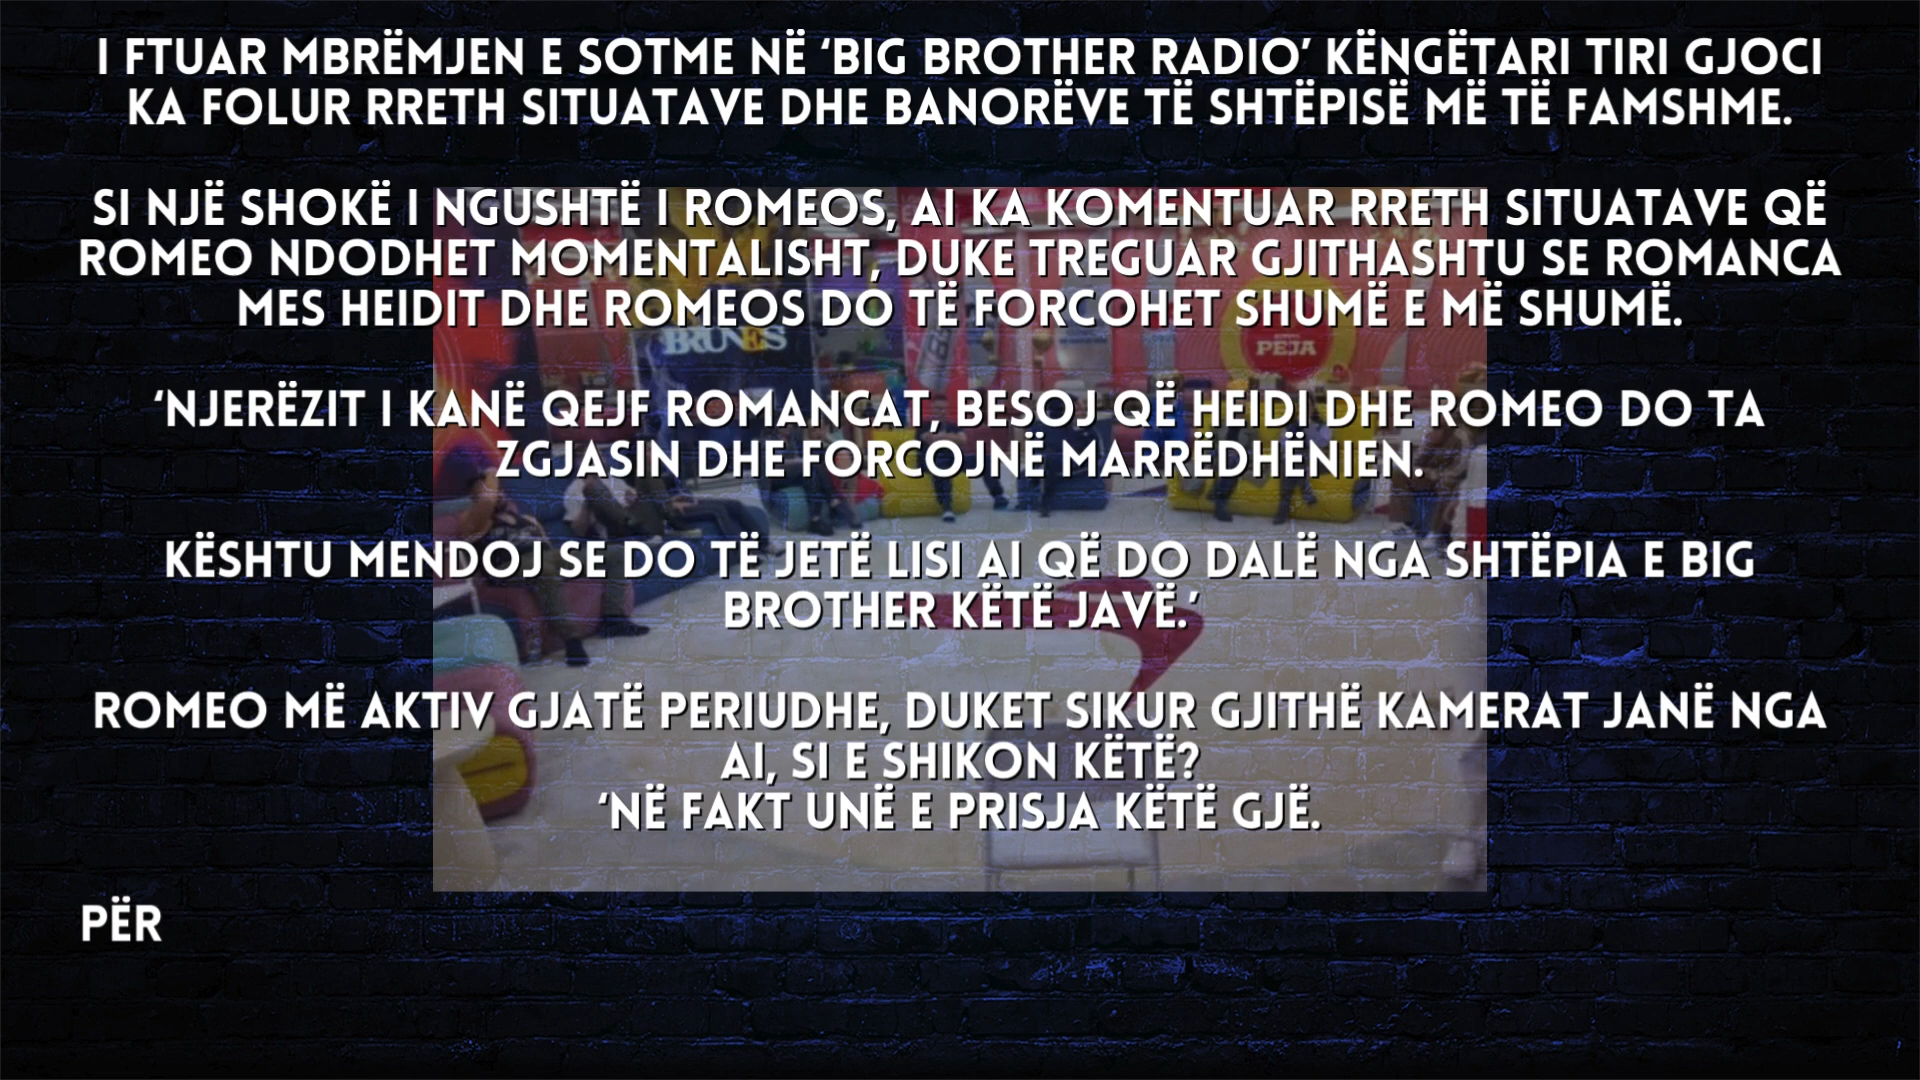 I FTUAR MBRËMJEN E SOTME NË ‘BIG BROTHER RADIO’ KËNGËTARI TIRI GJOCI
KA FOLUR RRETH SITUATAVE DHE BANORËVE TË SHTËPISË MË TË FAMSHME.
SI NJË SHOKË I NGUSHTË I ROMEOS, AI KA KOMENTUAR RRETH SITUATAVE QË
ROMEO NDODHET MOMENTALISHT, DUKE TREGUAR GJITHASHTU SE ROMANCA
MES HEIDIT DHE ROMEOS DO TË FORCOHET SHUMË E MË SHUMË.
BRUNES
PEJA
‘NJERËZIT I KANË QEJF ROMANCAT, BESOJ QË HEIDI DHE ROMEO DO TA
ZGJASIN DHE FORCOJNË MARRËDHËNIEN.
KËSHTU MENDOJ SE DO TË JETË LISI AI QË DO DALË NGA SHTËPIA E BIG
BROTHER KËTË JAVË.’
ROMEO MË AKTIV GJATË PERIUDHE, DUKET SIKUR GJITHË KAMERAT JANË NGA
AI, SI E SHIKON KËTË?
‘NË FAKT UNË E PRISJA KËTË GJË.
PËR